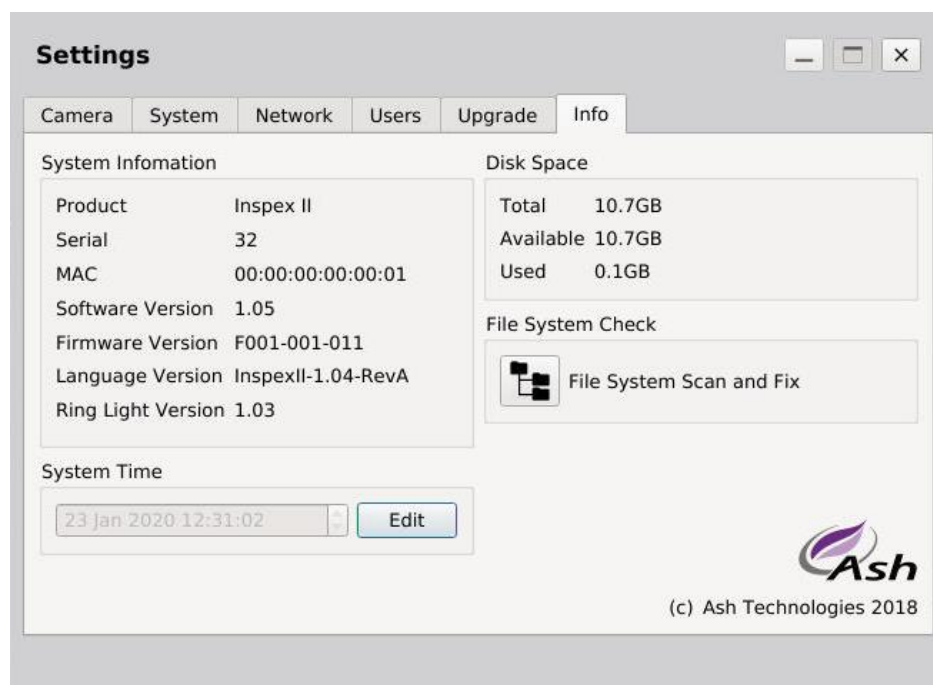 Settings
Camera System Network Users Upgrade Info
System Infomation
Product Inspex II
Serial 32
MAC 00:00:00:00:00:01
Software Version 1.05
Firmware Version F001-001-011
Language Version InspexII-1.04-RevA
Ring Light Version 1.03
System Time
23 Jan 2020 12:31:02 Edit
Disk Space
Total 10.7GB
Available 10.7GB
Used 0.1GB
File System Check
File System Scan and Fix
Ash
(c) Ash Technologies 2018